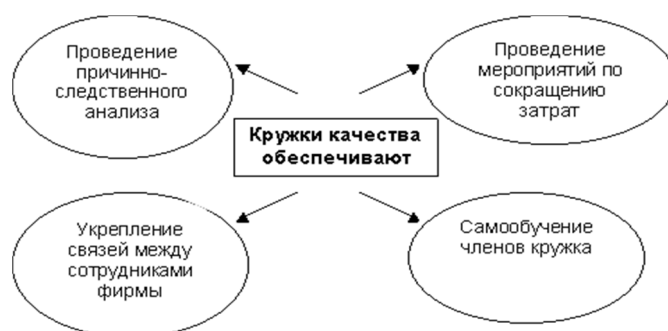 Проведение
причинно-
следственного
анализа
Проведение
мероприятий по
сокращению
затрат
Кружки качества
обеспечивают
Укрепление
связей между
сотрудниками
фирмы
Самообучение
членов кружка